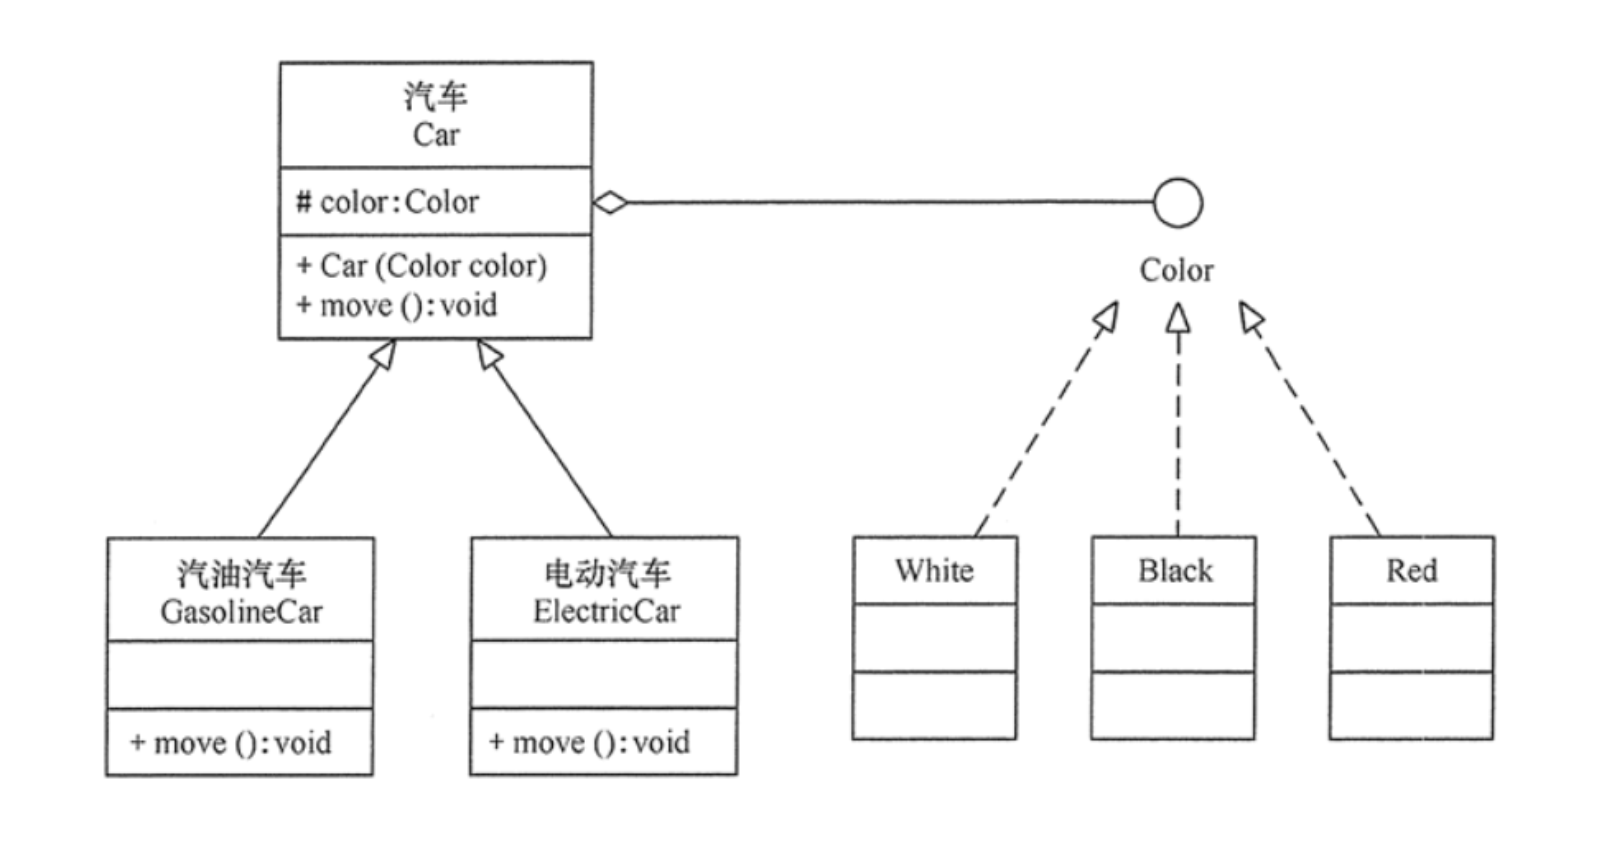 汽车
Car
# color:Color
+ Car (Color color)
+ move ():void
Color
汽油汽车
GasolineCar
+ move ():void
电动汽车
ElectricCar
+ move ():void
White
Black
Red